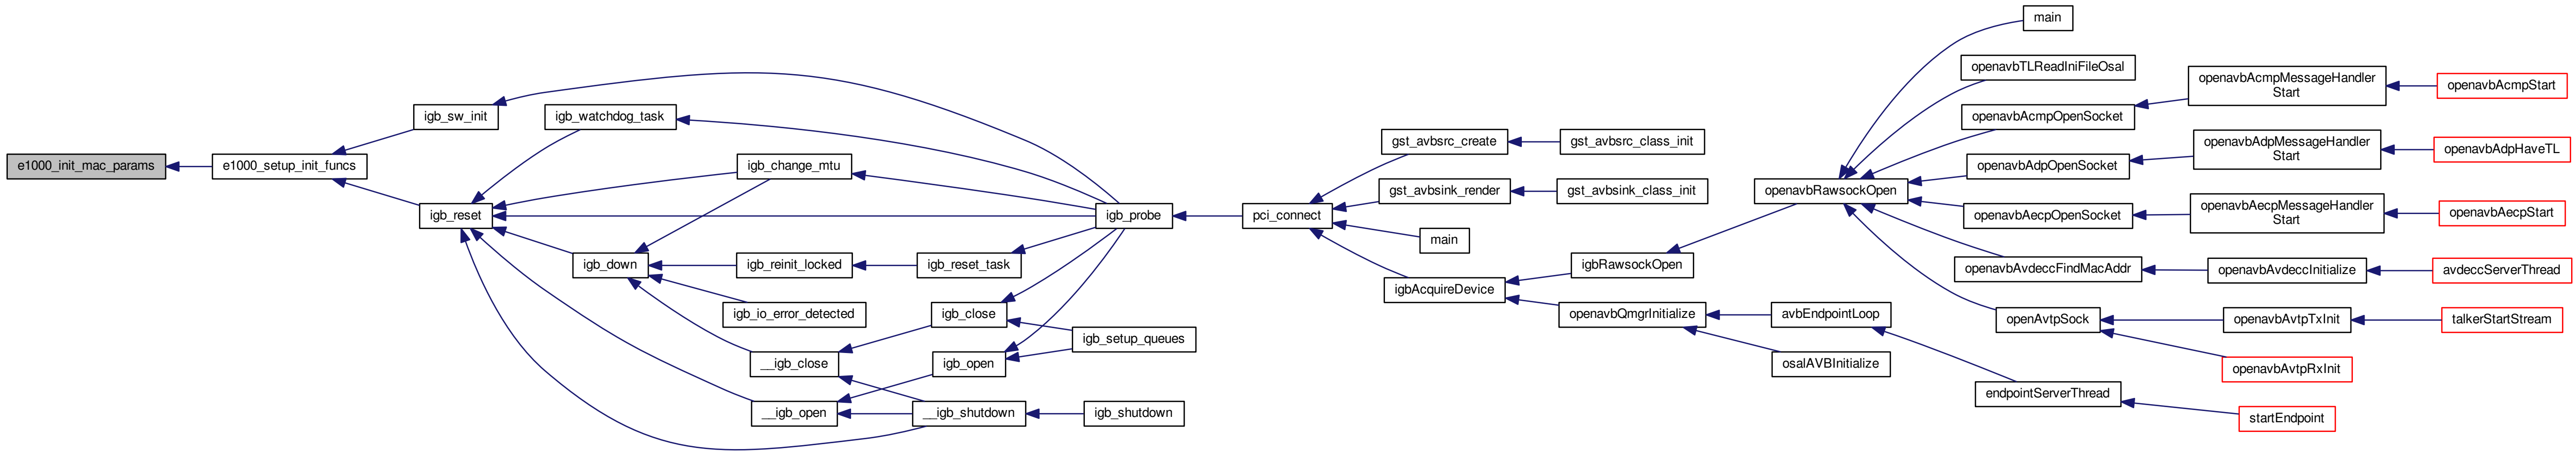 e1000_init_mac_params
e1000_setup_init_funcs
igb_sw_init
igb_reset
igb_watchdog_task
igb_change_mtu
igb_down
igb_reinit_locked
igb_reset_task
igb_io_error_detected
__igb_close
__igb_open
igb_close
igb_open
__igb_shutdown
igb_probe
igb_setup_queues
igb_shutdown
pci_connect
gst_avbsrc_create
gst_avbsrc_class_init
gst_avbsink_render
gst_avbsink_class_init
main
igbAcquireDevice
igbRawsockOpen
openavbQmgrInitialize
avbEndpointLoop
osalAVBInitialize
openavbRawsockOpen
main
openavbTLReadIniFileOsal
openavbAcmpOpenSocket
openavbAcmpMessageHandler
Start
openavbAcmpStart
openavbAdpOpenSocket
openavbAdpMessageHandler
Start
openavbAdpHaveTL
openavbAecpOpenSocket
openavbAecpMessageHandler
Start
openavbAecpStart
openavbAvdeccFindMacAddr
openavbAvdeccInitialize
avdeccServerThread
openAvtpSock
openavbAvtpTxInit
talkerStartStream
openavbAvtpRxInit
endpointServerThread
startEndpoint